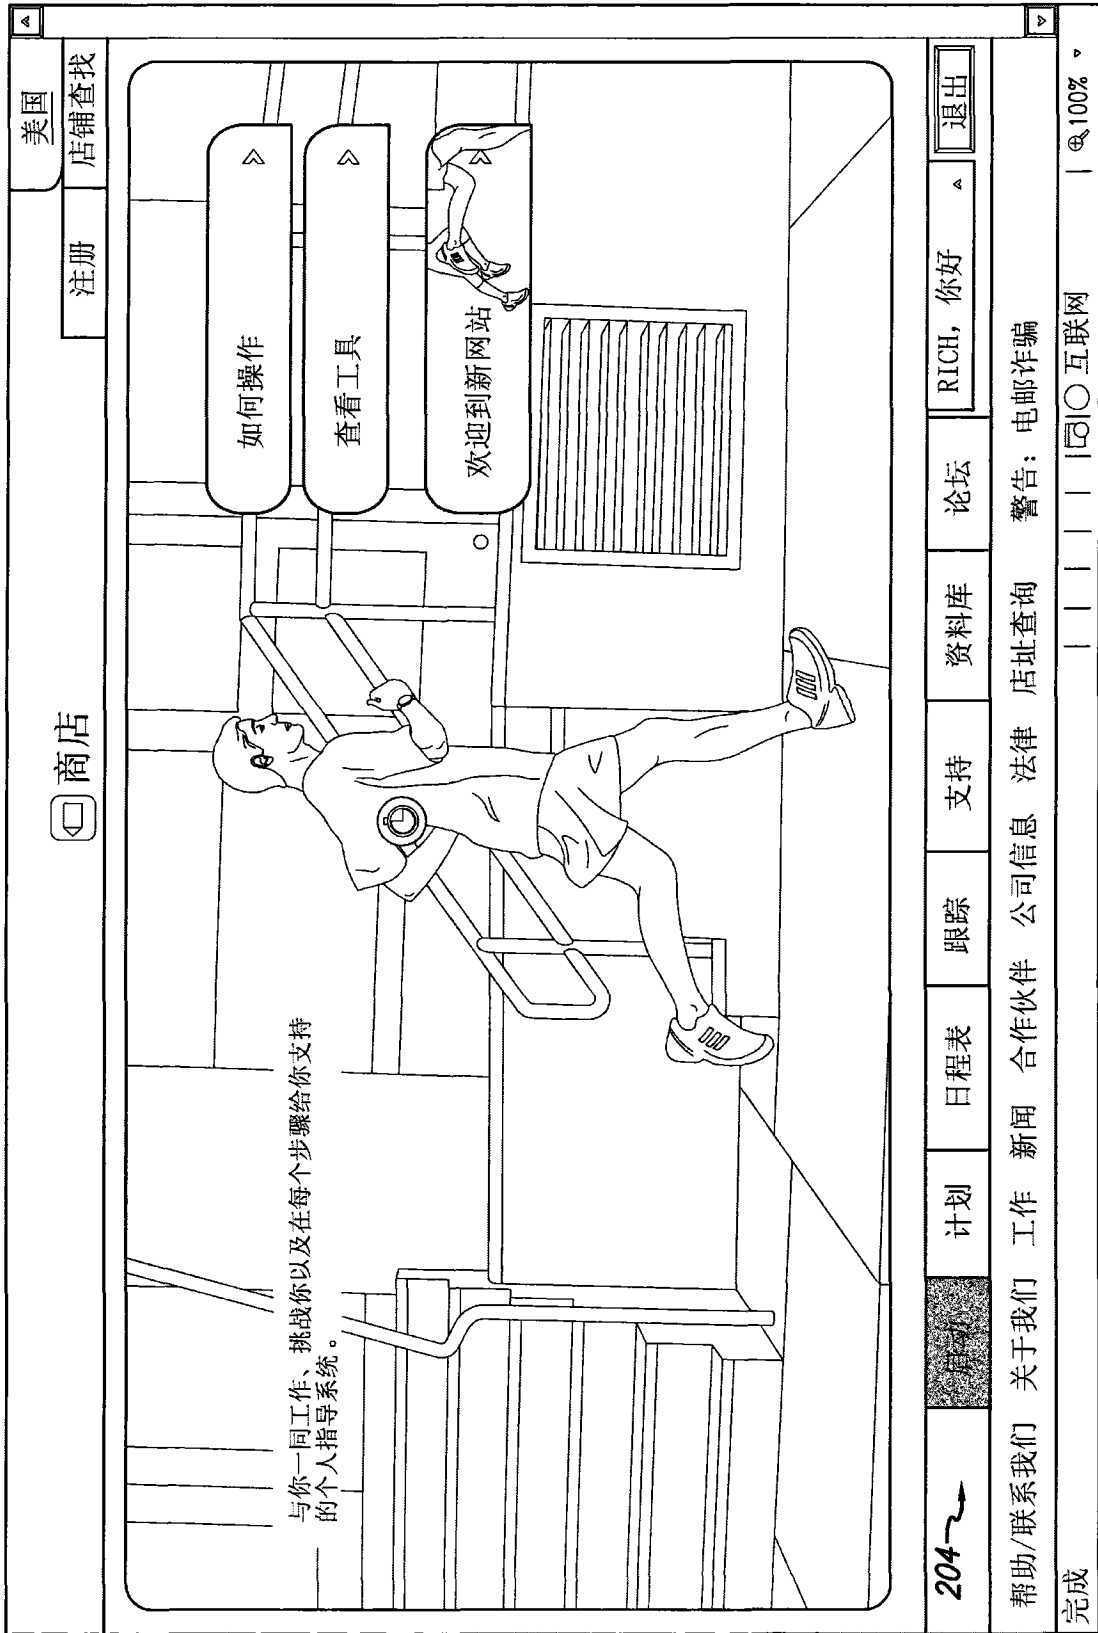 美国
商店
注册 店铺查找
如何操作
查看工具
欢迎到新网站
与你一同工作、挑战你以及在每个步骤给你支持
的个人指导系统。
204 启动 计划 日程表 跟踪 支持 资料库 论坛 RICH，你好 退出
帮助/联系我们 关于我们 工作 新闻 合作伙伴 公司信息 法律 店址查询 警告：电邮诈骗
完成 互联网 100%